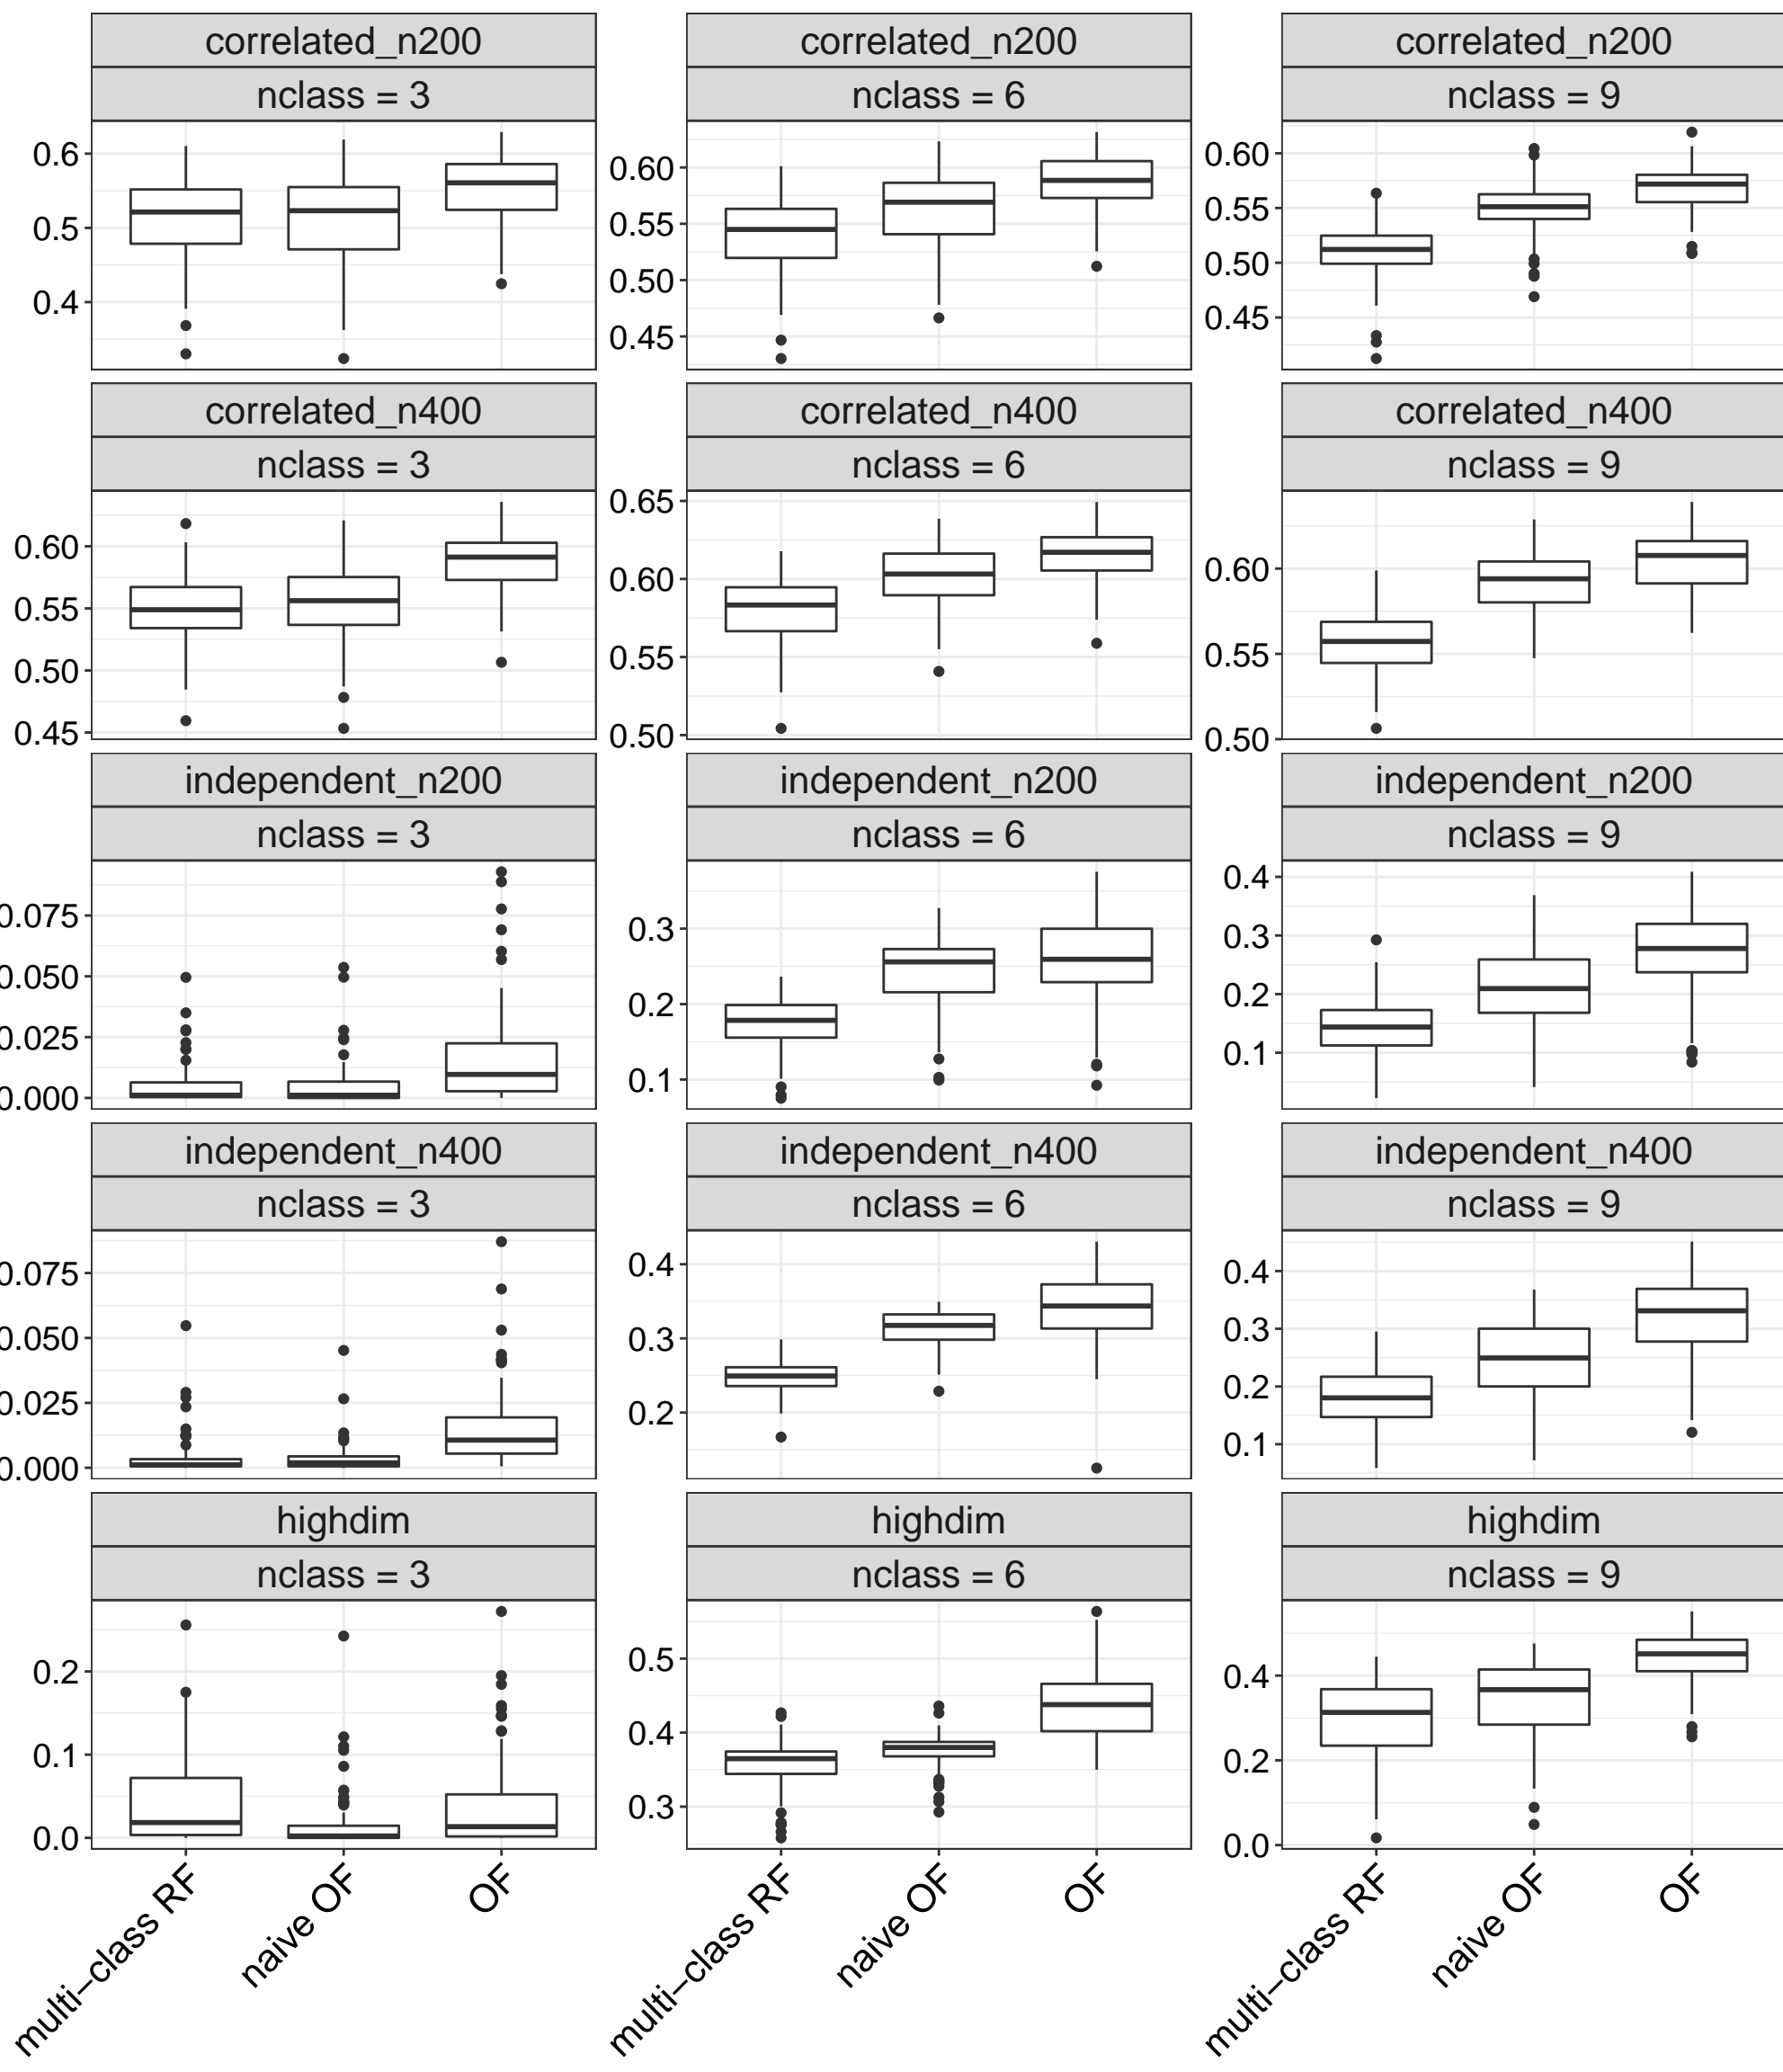 correlated_n200 correlated_n200 correlated_n200
nclass = 3 nclass = 6 nclass = 9
0.6
0.5
0.4
0.60
0.55
0.50
0.45
0.60
0.55
0.50
0.45
correlated_n400 correlated_n400 correlated_n400
nclass = 3 nclass = 6 nclass = 9
0.60
0.55
0.50
0.45
0.65
0.60
0.55
0.50
0.60
0.55
0.50
independent_n200 independent_n200 independent_n200
nclass = 3 nclass = 6 nclass = 9
0.075
0.050
0.025
0.000
0.3
0.2
0.1
0.4
0.3
0.2
0.1
independent_n400 independent_n400 independent_n400
nclass = 3 nclass = 6 nclass = 9
0.075
0.050
0.025
0.000
0.4
0.3
0.2
0.4
0.3
0.2
0.1
highdim highdim highdim
nclass = 3 nclass = 6 nclass = 9
0.2
0.1
0.0
0.5
0.4
0.3
0.4
0.2
0.0
multi−class RF
naive OF
OF
multi−class RF
naive OF
OF
multi−class RF
naive OF
OF